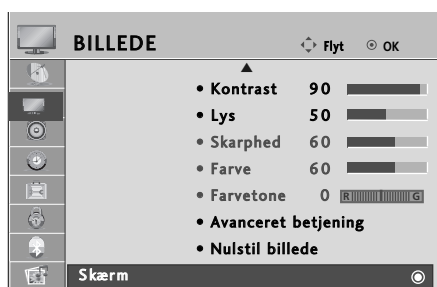 BILLEDE Flyt OK
• Kontrast 90
• Lys 50
• Skarphed 60
• Farve 60
• Farvetone 0 R G
• Avanceret betjening
• Nulstil billede
Skærm